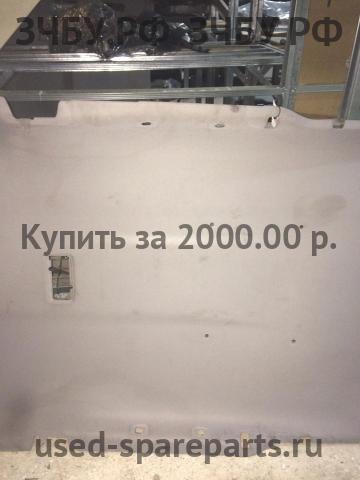 ЗЧБУ.РФ ЗЧБУ.РФ
Купить за 2000.00 р.
used-spareparts.ru